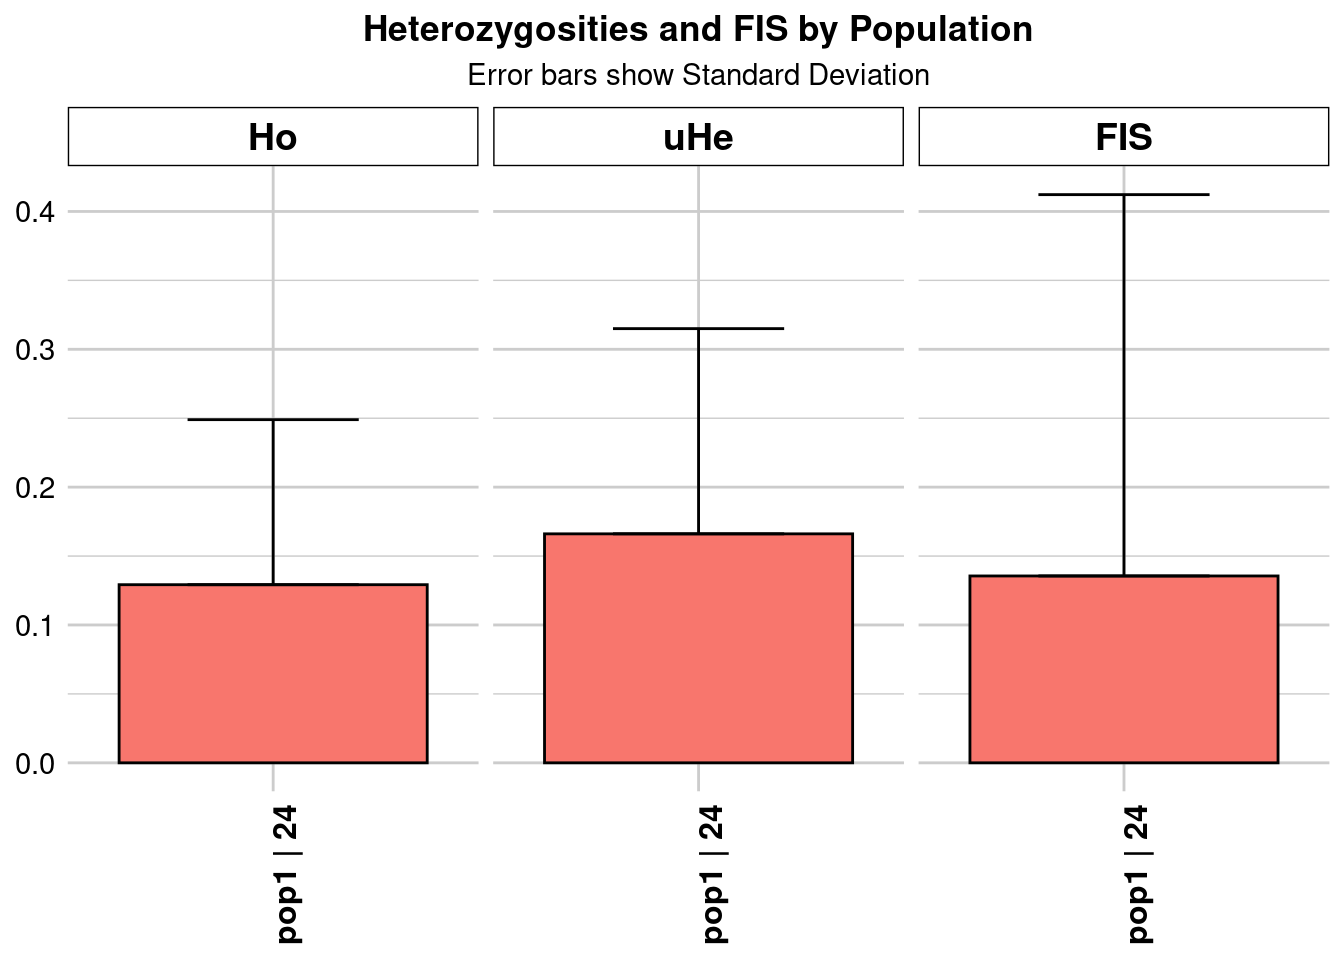 Heterozygosities and FIS by Population
Error bars show Standard Deviation
Ho
uHe
FIS
0.4
0.3
0.2
0.1
0.0
pop1 | 24
pop1 | 24
pop1 | 24